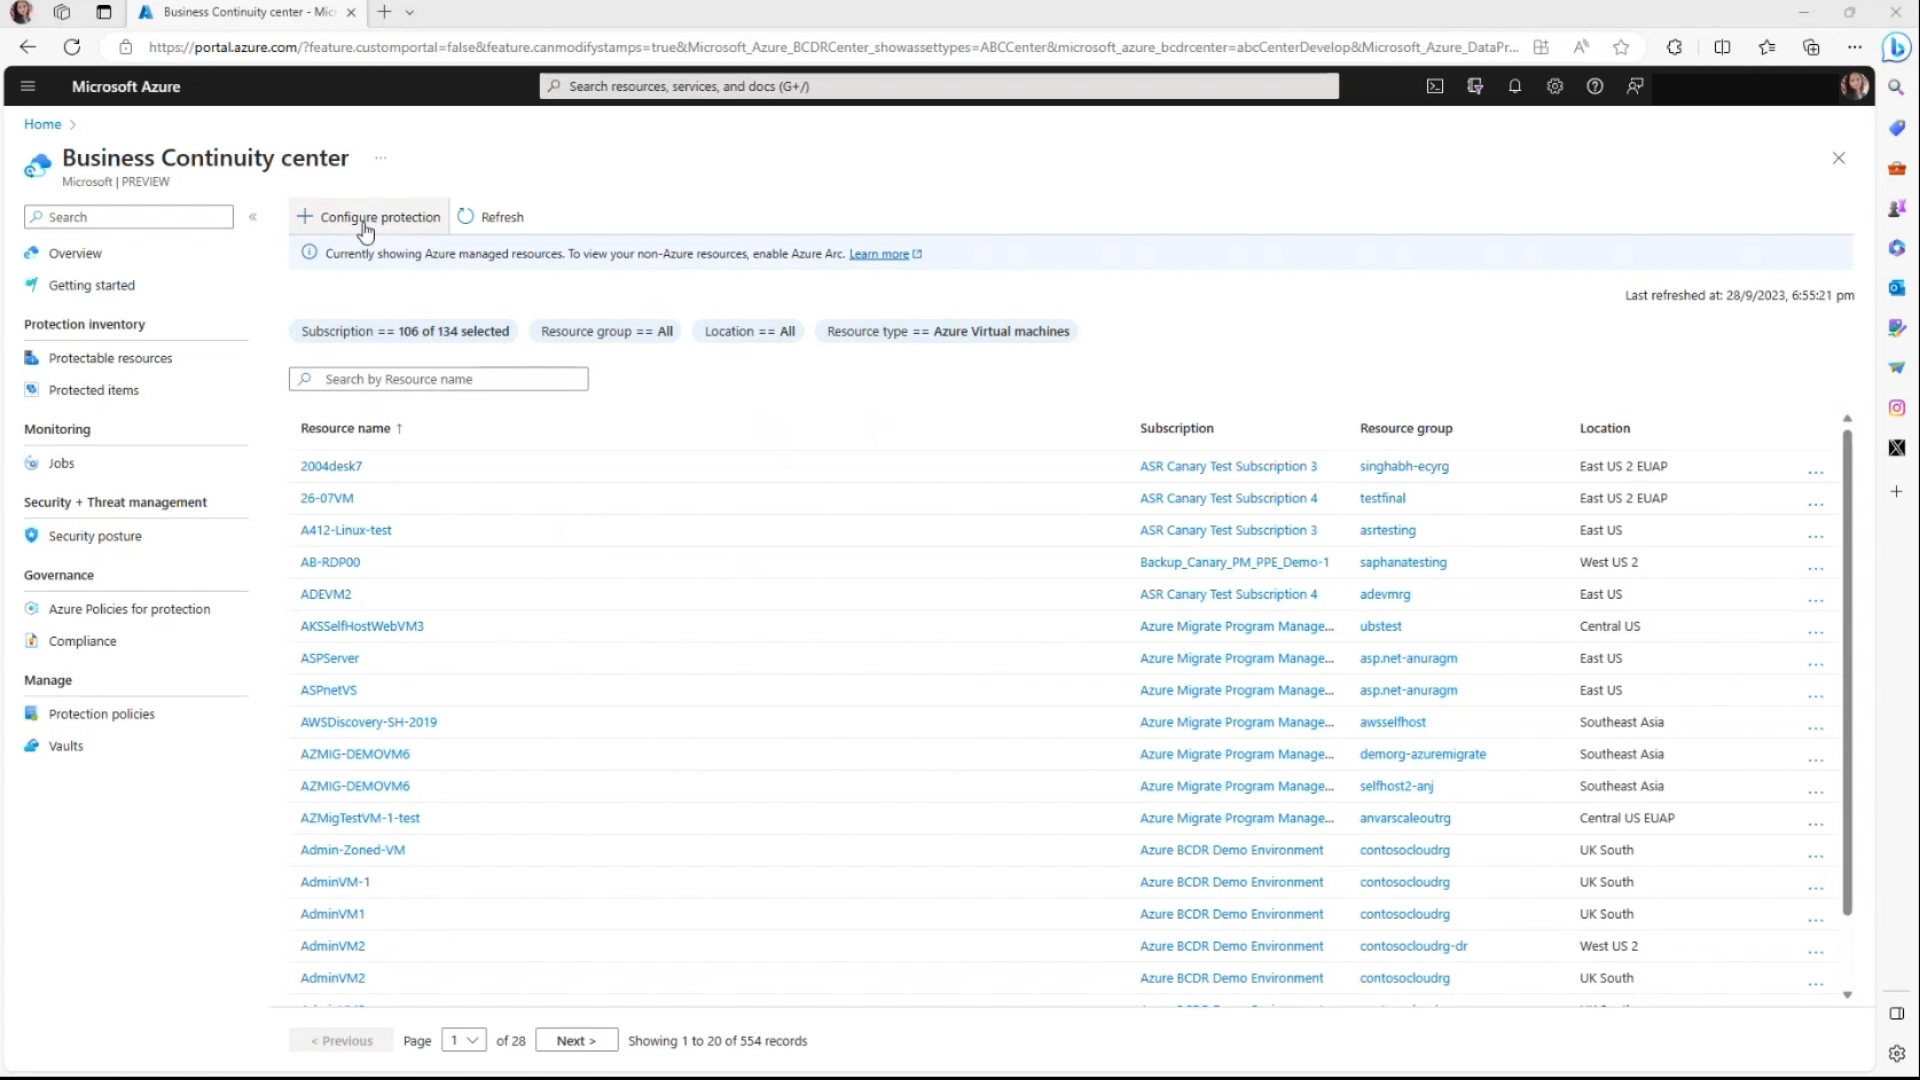 Business Continuity center - Mic
https://portal.azure.com/?feature.customportal=false&feature.canmodifystamps=true&Microsoft_Azure_BCDRCenter_showassettypes=ABCCenter&microsoft_azure_bcdrcenter=abcCenterDevelop&Microsoft_Azure_DataPr...
Microsoft Azure
Search resources, services, and docs (G+/)
Home >
Business Continuity center ...
Microsoft | PREVIEW
Search «
Overview
Getting started
Protection inventory
Protectable resources
Protected items
Monitoring
Jobs
Security + Threat management
Security posture
Governance
Azure Policies for protection
Compliance
Manage
Protection policies
Vaults
+ Configure protection Refresh
Currently showing Azure managed resources. To view your non-Azure resources, enable Azure Arc. Learn more
Last refreshed at: 28/9/2023, 6:55:21 pm
Subscription == 106 of 134 selected Resource group == All Location == All Resource type == Azure Virtual machines
Search by Resource name
Resource name ↑ Subscription Resource group Location
2004desk7 ASR Canary Test Subscription 3 singhabh-ecyrg East US 2 EUAP ...
26-07VM ASR Canary Test Subscription 4 testfinal East US 2 EUAP ...
A412-Linux-test ASR Canary Test Subscription 3 asrtesting East US ...
AB-RDP00 Backup_Canary_PM_PPE_Demo-1 saphanatesting West US 2 ...
ADEVM2 ASR Canary Test Subscription 4 adevmrg East US ...
AKSSelfHostWebVM3 Azure Migrate Program Manage... ubstest Central US ...
ASPServer Azure Migrate Program Manage... asp.net-anuragm East US ...
ASPnetVS Azure Migrate Program Manage... asp.net-anuragm East US ...
AWSDiscovery-SH-2019 Azure Migrate Program Manage... awsselfhost Southeast Asia ...
AZMIG-DEMOVM6 Azure Migrate Program Manage... demorg-azuremigrate Southeast Asia ...
AZMIG-DEMOVM6 Azure Migrate Program Manage... selfhost2-anj Southeast Asia ...
AZMigTestVM-1-test Azure Migrate Program Manage... anvarscaleoutrg Central US EUAP ...
Admin-Zoned-VM Azure BCDR Demo Environment contosocloudrg UK South ...
AdminVM-1 Azure BCDR Demo Environment contosocloudrg UK South ...
AdminVM1 Azure BCDR Demo Environment contosocloudrg UK South ...
AdminVM2 Azure BCDR Demo Environment contosocloudrg-dr West US 2 ...
AdminVM2 Azure BCDR Demo Environment contosocloudrg UK South ...
< Previous Page 1 of 28 Next > Showing 1 to 20 of 554 records